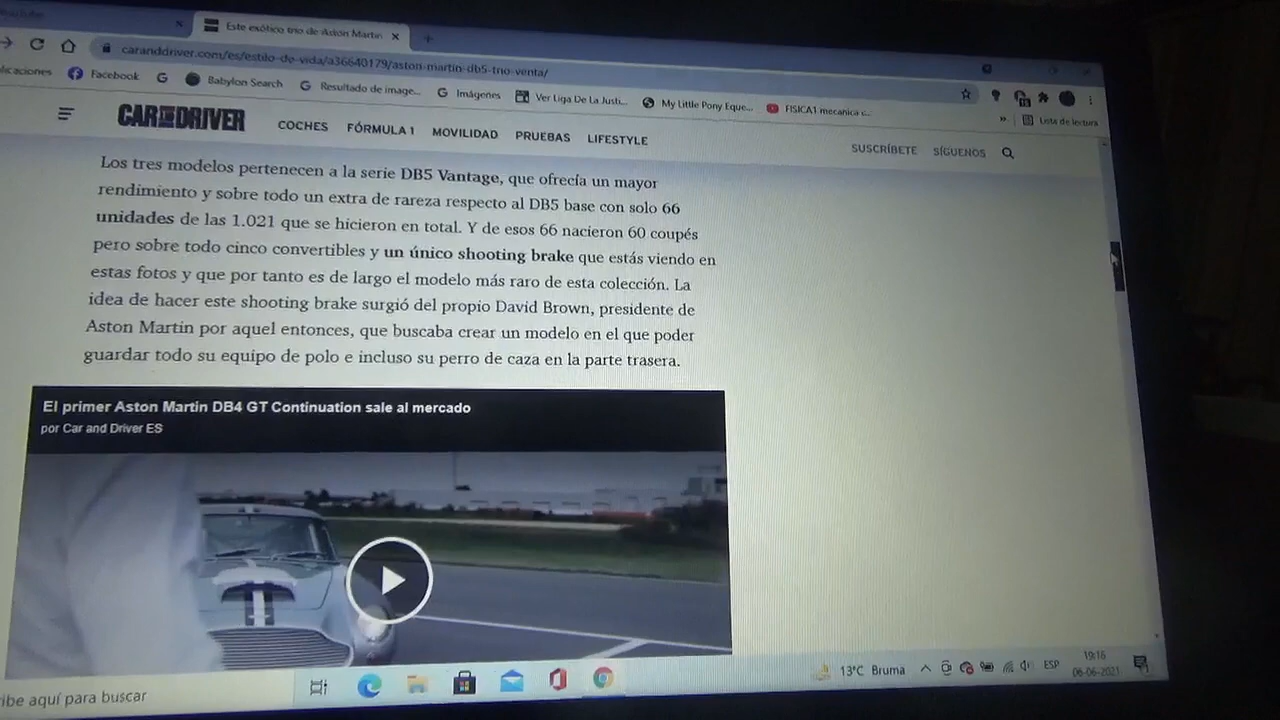 Este exótico trio de Aston Martin
caranddriver.com/es/estilo-de-vida/a36640179/aston-martin-db5-trio-venta/
Facebook
Babylon Search
Resultado de image...
Imágenes
Ver Liga De La Justi...
My Little Pony Eque...
FISICA1 mecanica c...
Lista de lectura
CAR AND DRIVER
COCHES FÓRMULA 1 MOVILIDAD PRUEBAS LIFESTYLE
SUSCRÍBETE SÍGUENOS
Los tres modelos pertenecen a la serie DB5 Vantage, que ofrecía un mayor
rendimiento y sobre todo un extra de rareza respecto al DB5 base con solo 66
unidades de las 1.021 que se hicieron en total. Y de esos 66 nacieron 60 coupés
pero sobre todo cinco convertibles y un único shooting brake que estás viendo en
estas fotos y que por tanto es de largo el modelo más raro de esta colección. La
idea de hacer este shooting brake surgió del propio David Brown, presidente de
Aston Martin por aquel entonces, que buscaba crear un modelo en el que poder
guardar todo su equipo de polo e incluso su perro de caza en la parte trasera.
El primer Aston Martin DB4 GT Continuation sale al mercado
por Car and Driver ES
ibe aquí para buscar
13°C Bruma
ESP
19:16
06-06-2021